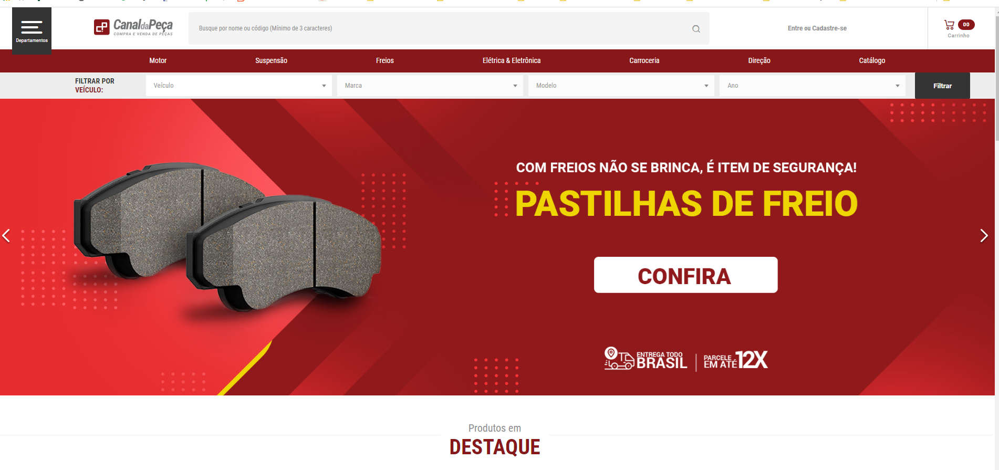 Departamentos
CanaldaPeça
COMPRA E VENDA DE PEÇAS
Busque por nome ou código (Mínimo de 3 caracteres)
Entre ou Cadastre-se
00
Carrinho
Motor
Suspensão
Freios
Elétrica & Eletrônica
Carroceria
Direção
Catálogo
FILTRAR POR
VEÍCULO:
Veículo
Marca
Modelo
Ano
Filtrar
COM FREIOS NÃO SE BRINCA, É ITEM DE SEGURANÇA!
PASTILHAS DE FREIO
CONFIRA
ENTREGA TODO
BRASIL
PARCELE
EM ATÉ 12X
Produtos em
DESTAQUE